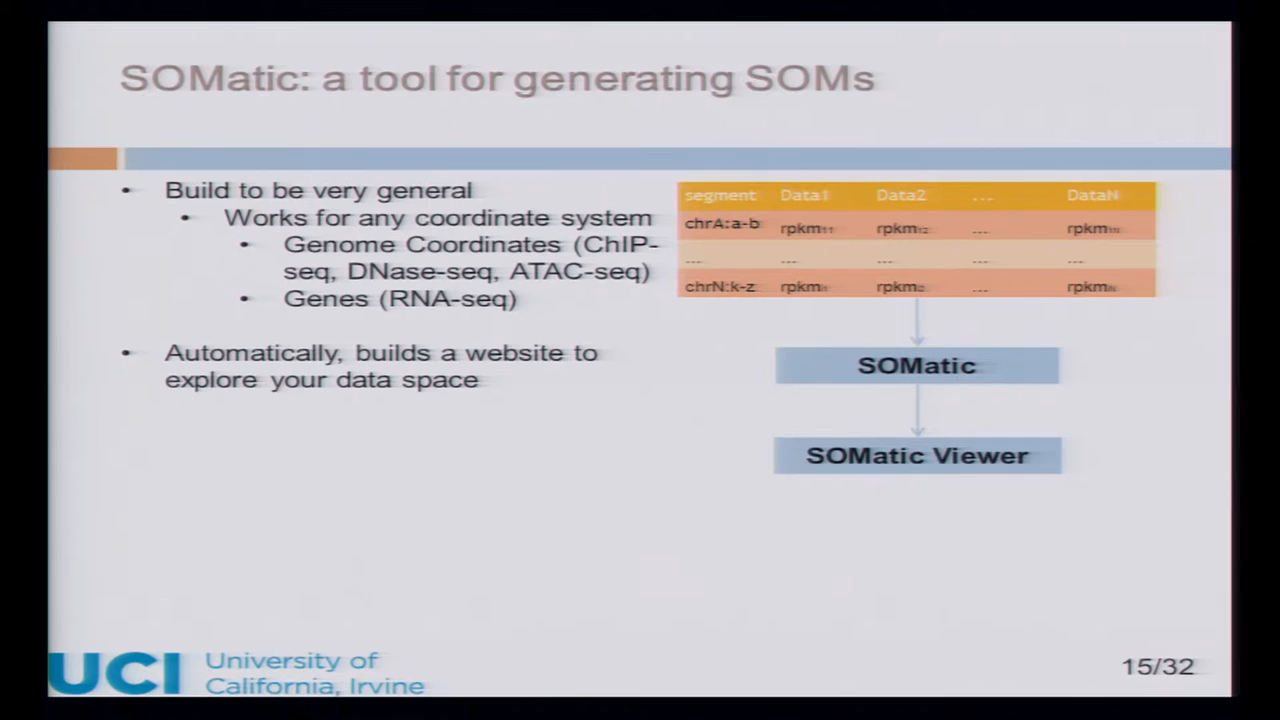 SOMatic: a tool for generating SOMs
• Build to be very general
• Works for any coordinate system
• Genome Coordinates (ChIP-
seq, DNase-seq, ATAC-seq)
• Genes (RNA-seq)
• Automatically, builds a website to
explore your data space
segment Data1 Data2 ... DataN
chrA:a-b rpkm11 rpkm12 ... rpkm1N
... ... ... ... ...
chrN:k-z rpkm rpkm ... rpkm
SOMatic
SOMatic Viewer
UCI University of
California, Irvine
15/32